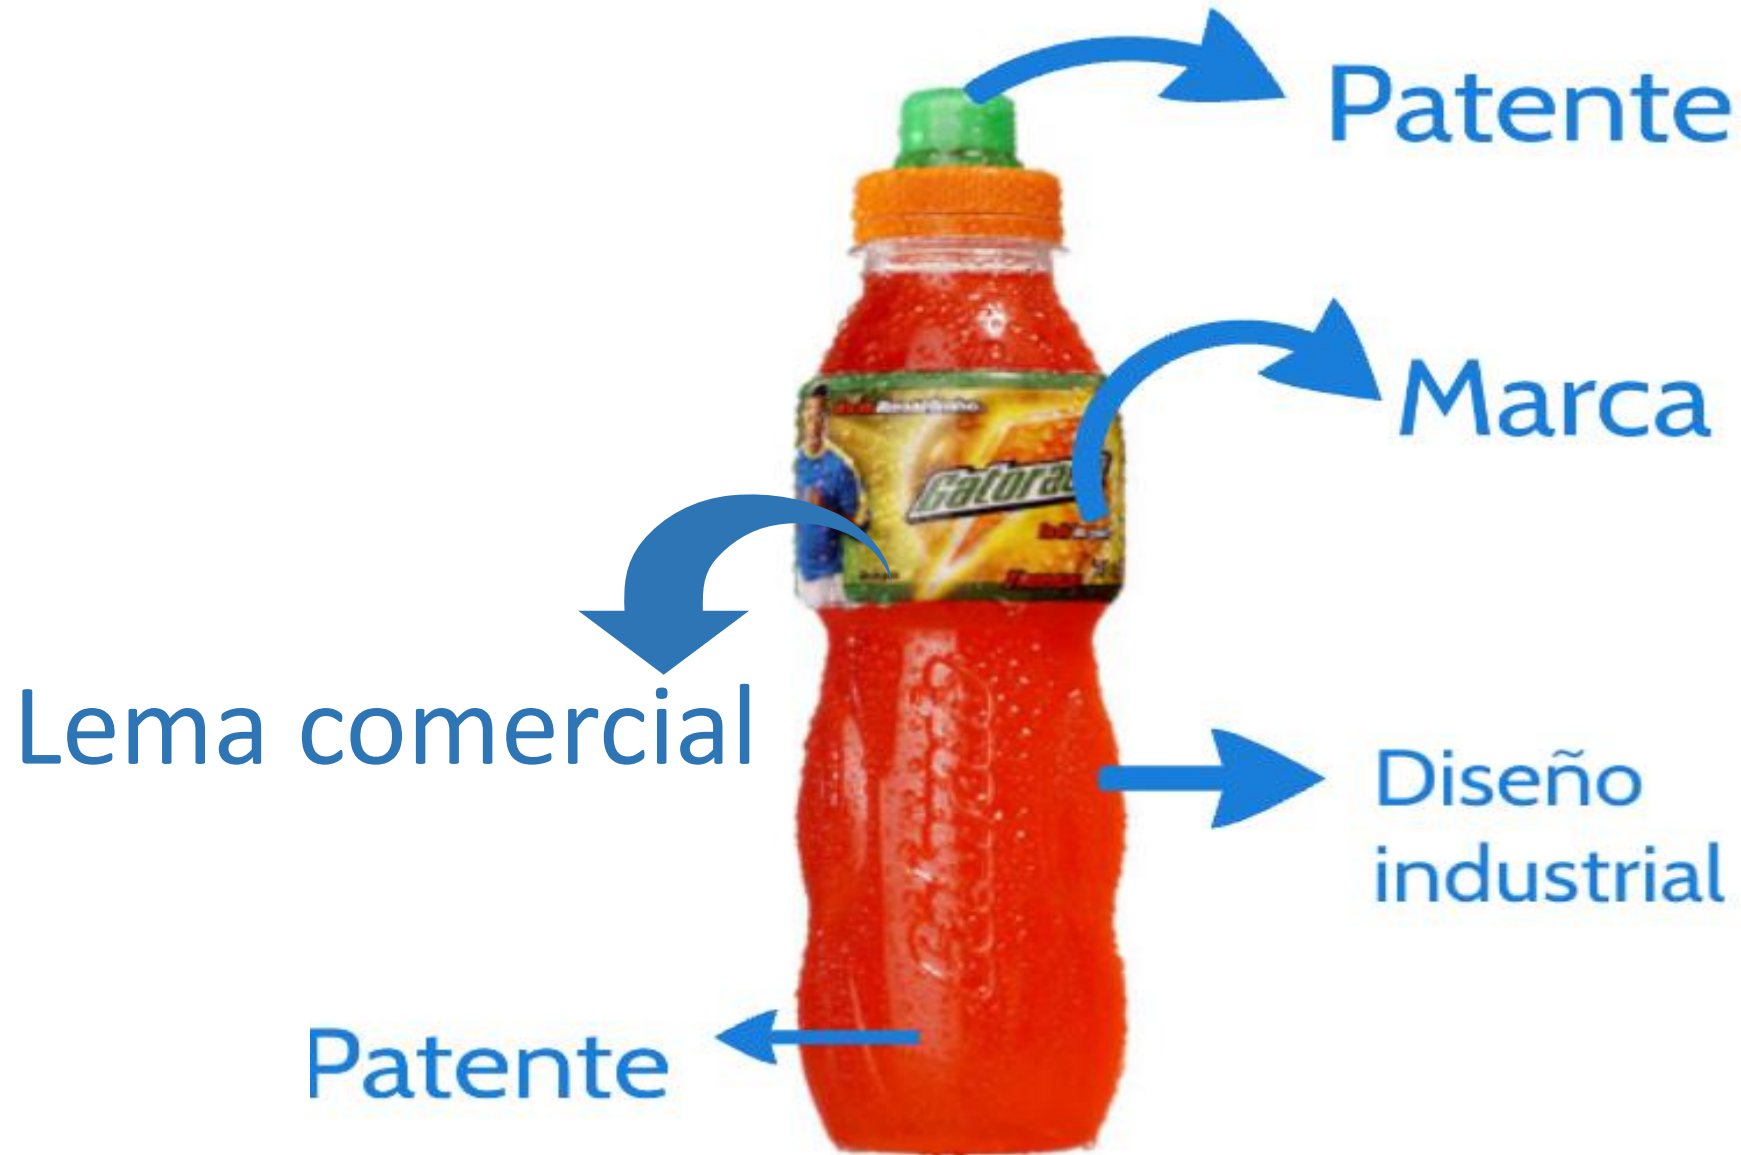 Patente
Marca
Lema comercial
Diseño
industrial
Patente